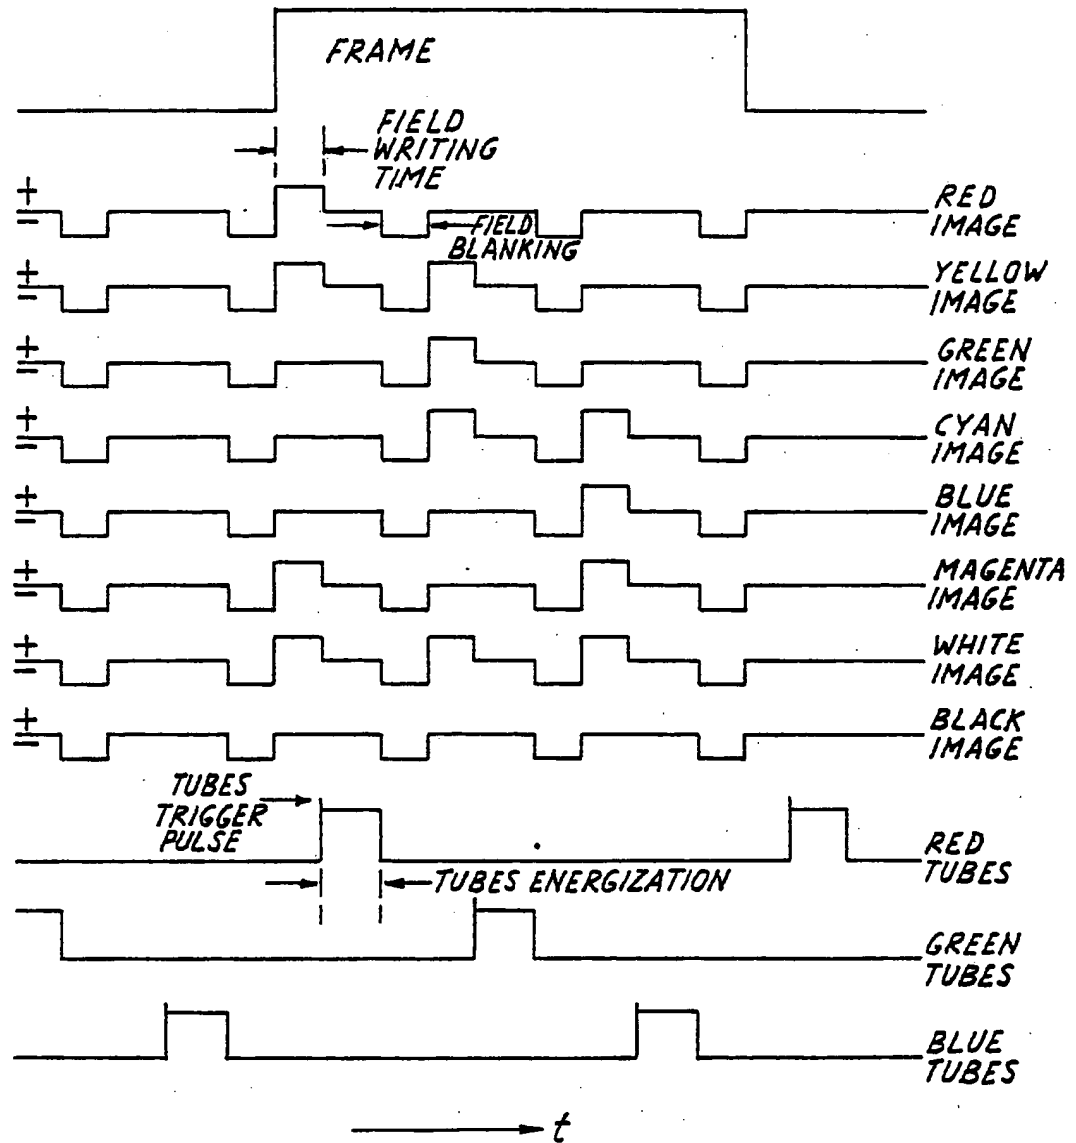 FRAME
FIELD
WRITING
TIME
+
−
RED
IMAGE
FIELD
BLANKING
+
−
YELLOW
IMAGE
+
−
GREEN
IMAGE
+
−
CYAN
IMAGE
+
−
BLUE
IMAGE
+
−
MAGENTA
IMAGE
+
−
WHITE
IMAGE
+
−
BLACK
IMAGE
TUBES
TRIGGER
PULSE
RED
TUBES
TUBES ENERGIZATION
GREEN
TUBES
BLUE
TUBES
t